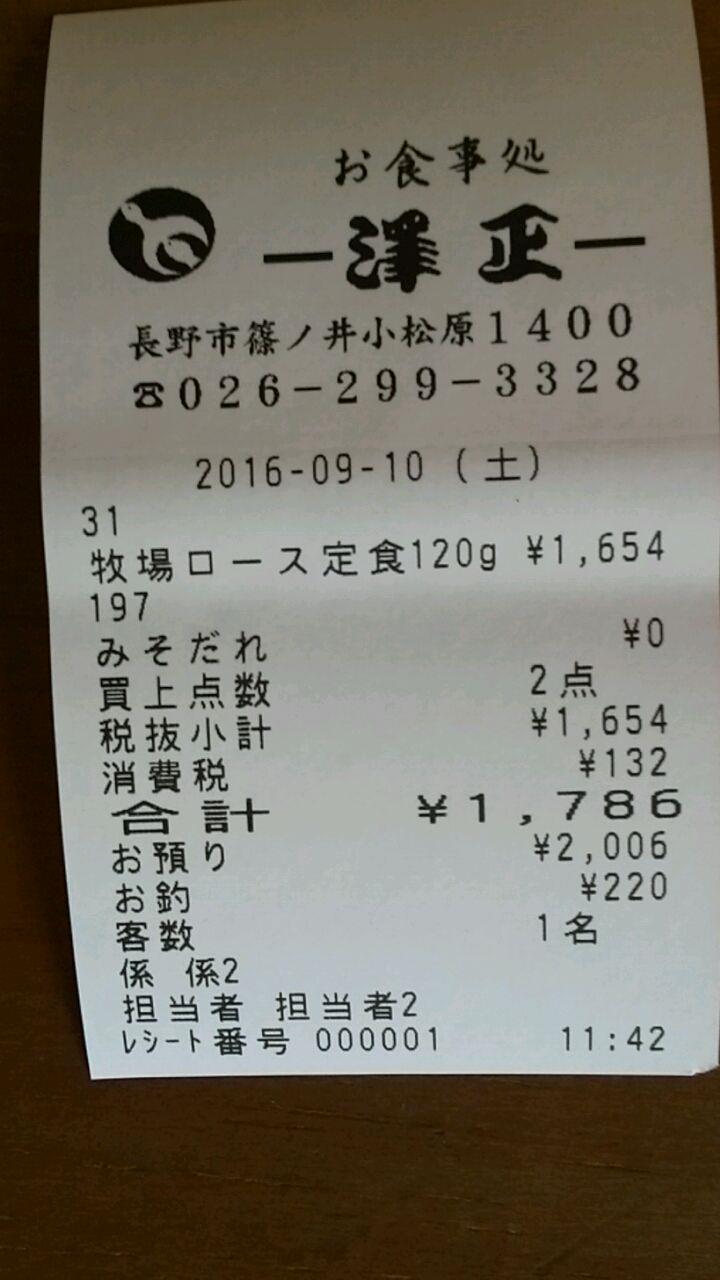 お食事処
ー澤正ー
長野市篠ノ井小松原1400
☎026-299-3328
2016-09-10 (土)
31
牧場ロース定食120g ¥1,654
197
みそだれ ¥0
買上点数 2点
税抜小計 ¥1,654
消費税 ¥132
合計 ¥1,786
お預り ¥2,006
お釣 ¥220
客数 1名
係 係2
担当者 担当者2
ﾚｼｰﾄ番号 000001 11:42